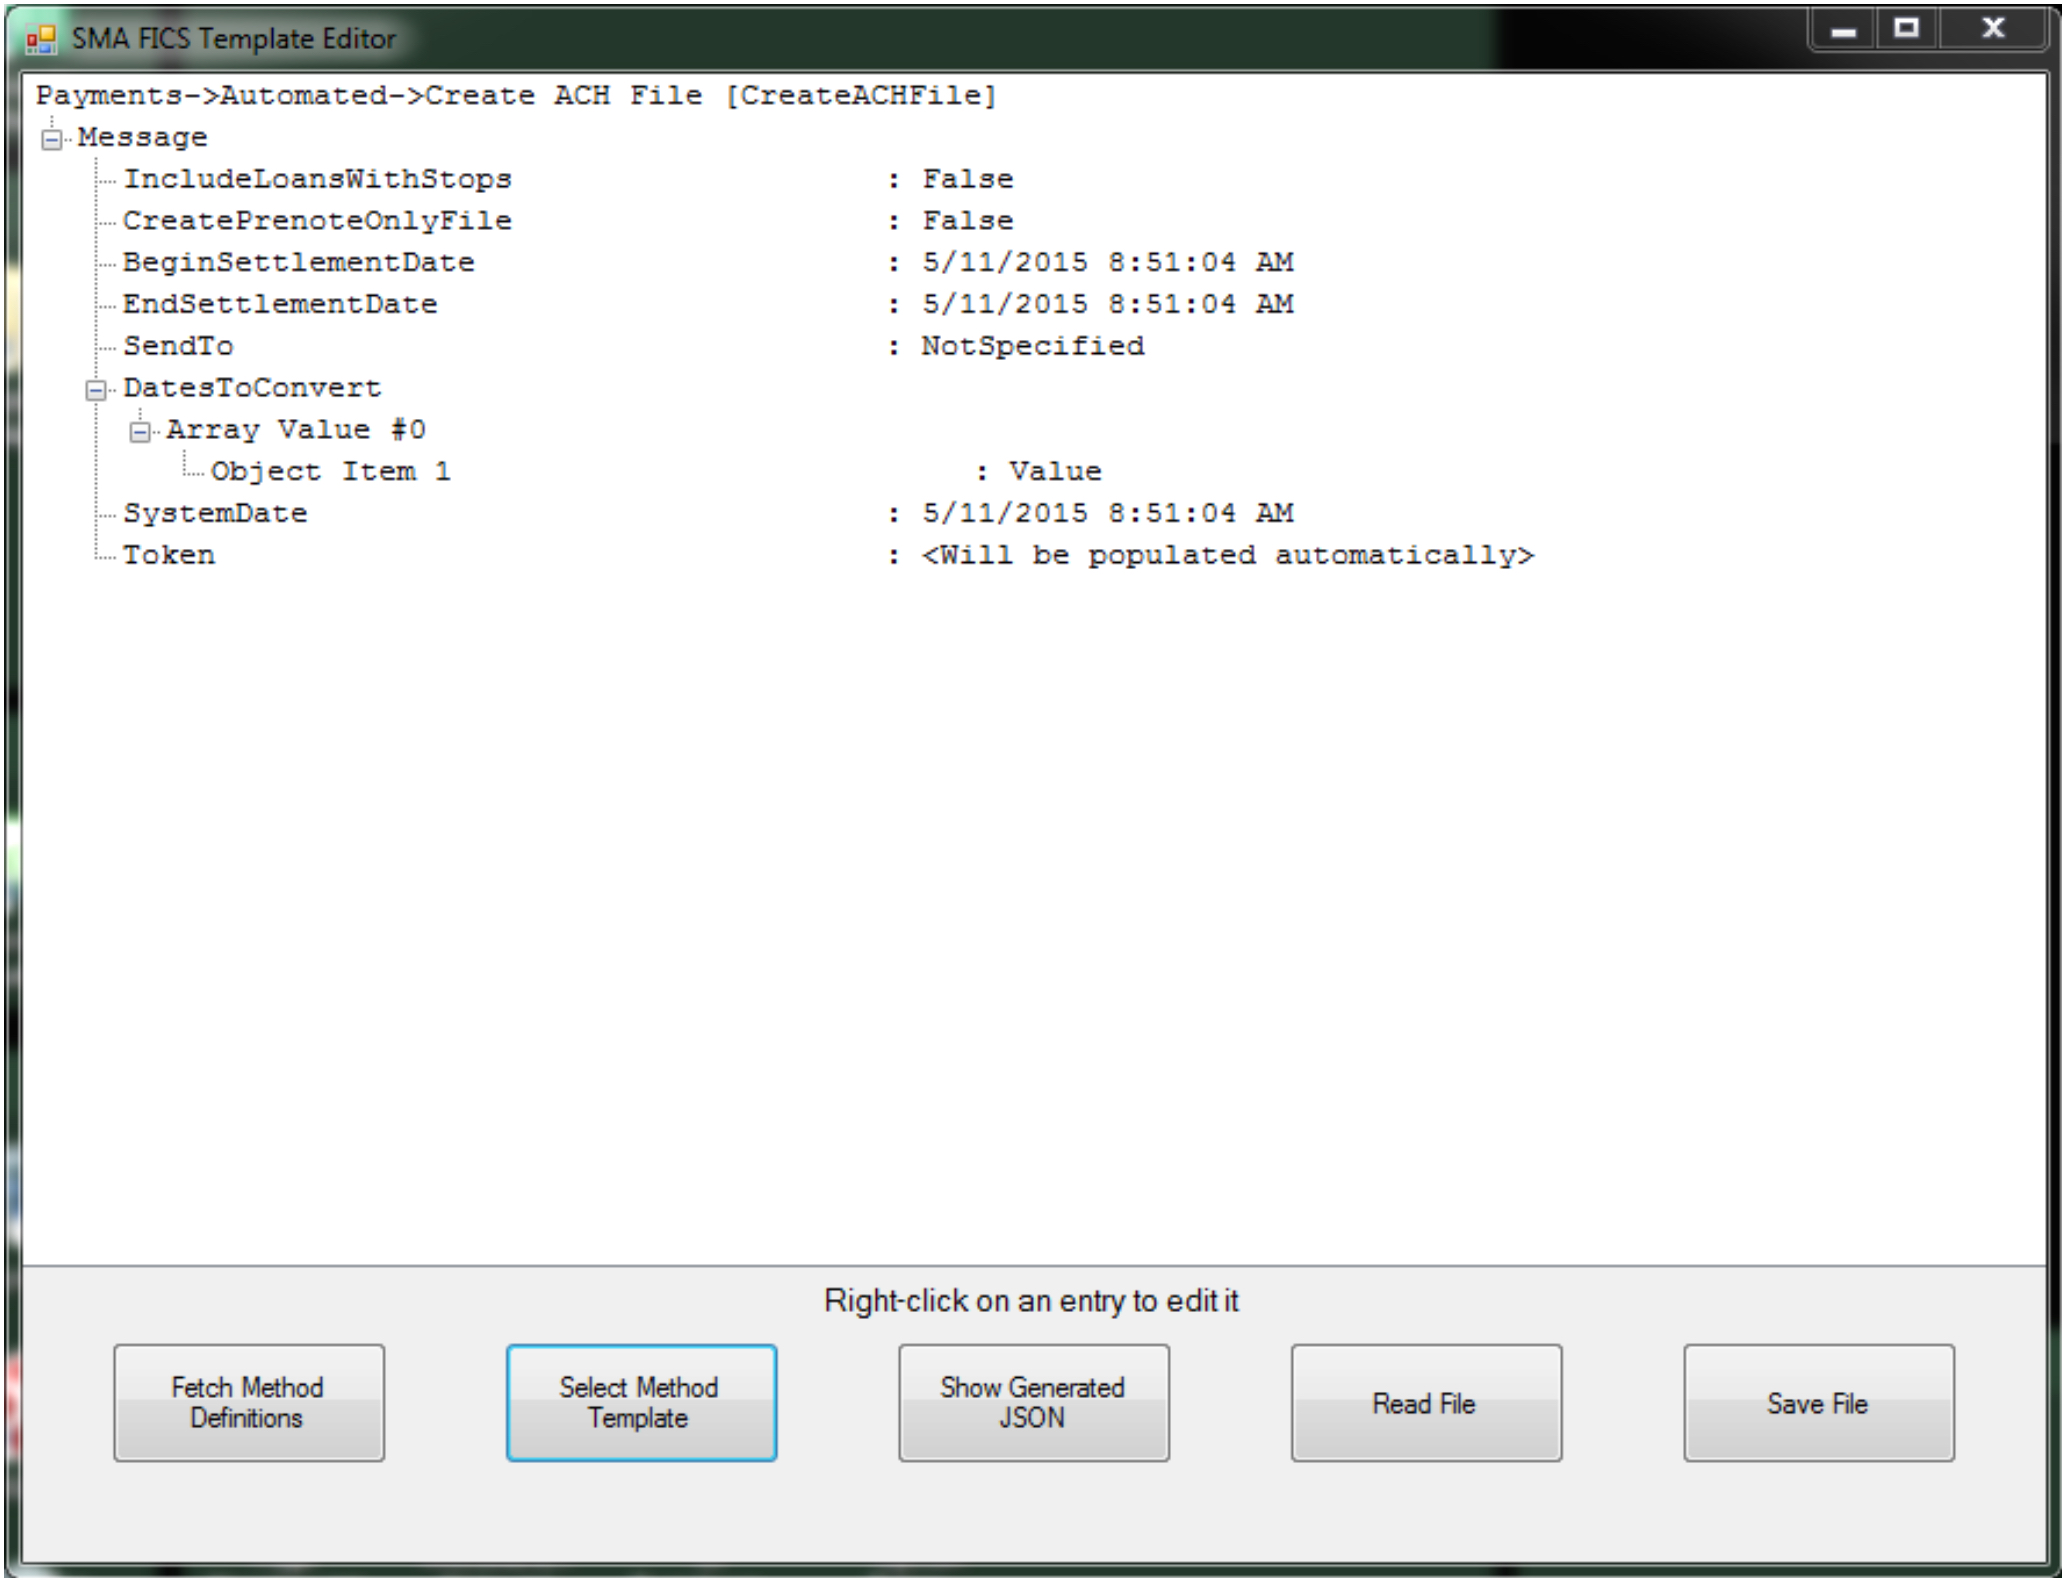 SMA FICS Template Editor
Payments->Automated->Create ACH File [CreateACHFile]
Message
IncludeLoansWithStops : False
CreatePrenoteOnlyFile : False
BeginSettlementDate : 5/11/2015 8:51:04 AM
EndSettlementDate : 5/11/2015 8:51:04 AM
SendTo : NotSpecified
DatesToConvert
Array Value #0
Object Item 1 : Value
SystemDate : 5/11/2015 8:51:04 AM
Token : <Will be populated automatically>
Right-click on an entry to edit it
Fetch Method
Definitions
Select Method
Template
Show Generated
JSON
Read File
Save File